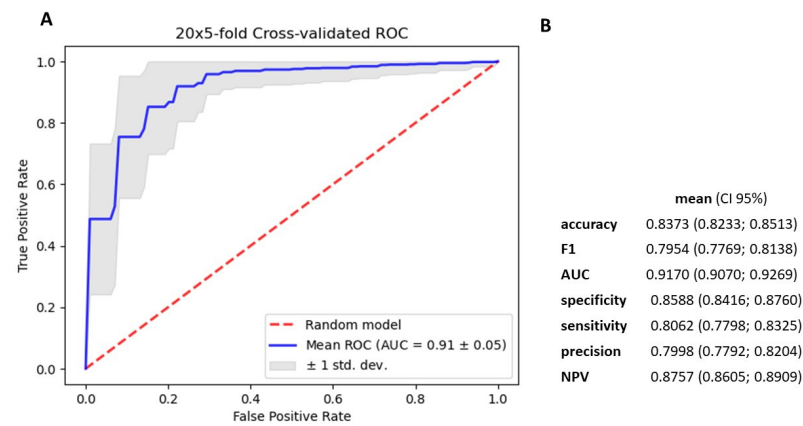 A
20x5-fold Cross-validated ROC
1.0
0.8
0.6
0.4
0.2
0.0
True Positive Rate
Random model
Mean ROC (AUC = 0.91 ± 0.05)
± 1 std. dev.
0.0 0.2 0.4 0.6 0.8 1.0
False Positive Rate
B
mean (CI 95%)
accuracy 0.8373 (0.8233; 0.8513)
F1 0.7954 (0.7769; 0.8138)
AUC 0.9170 (0.9070; 0.9269)
specificity 0.8588 (0.8416; 0.8760)
sensitivity 0.8062 (0.7798; 0.8325)
precision 0.7998 (0.7792; 0.8204)
NPV 0.8757 (0.8605; 0.8909)